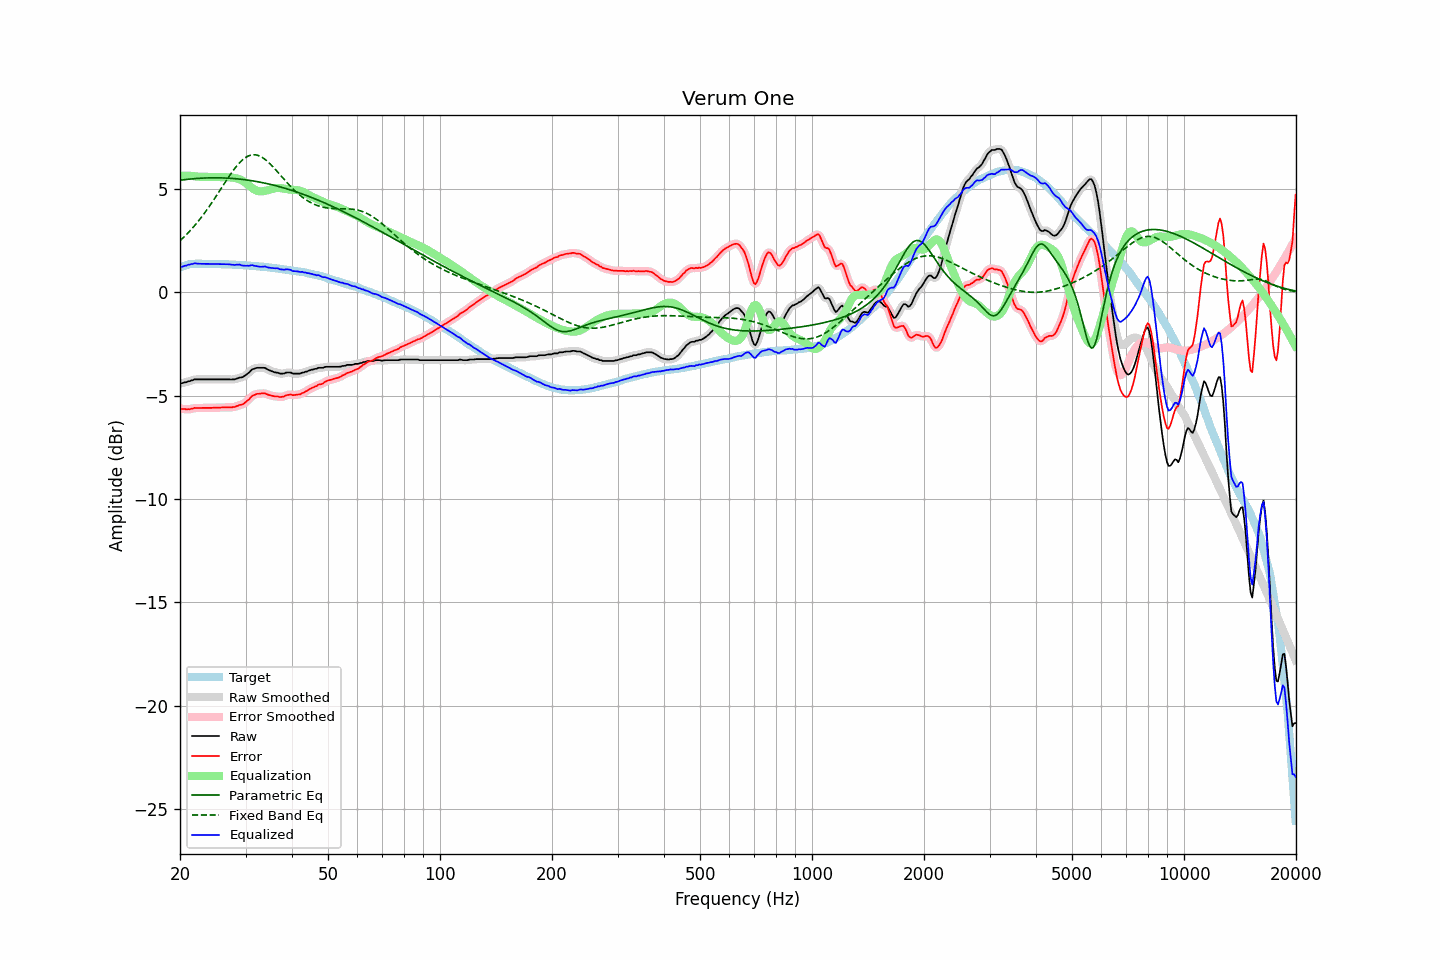 Verum One
5
0
−5
−10
−15
−20
−25
Amplitude (dBr)
Target
Raw Smoothed
Error Smoothed
Raw
Error
Equalization
Parametric Eq
Fixed Band Eq
Equalized
20 50 100 200 500 1000 2000 5000 10000 20000
Frequency (Hz)